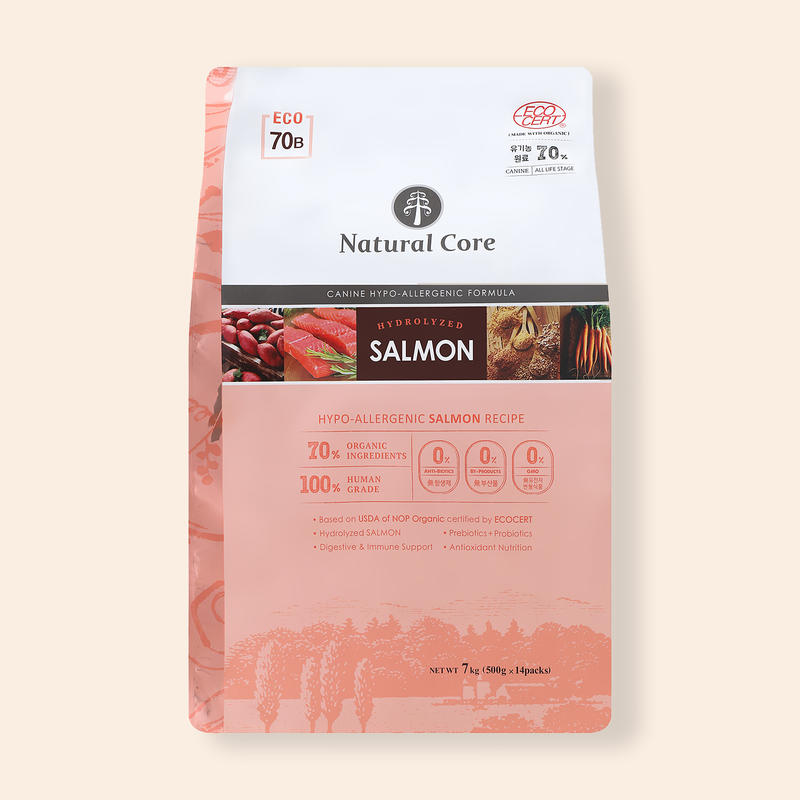 ECO
70B
ECO
CERT®
(MADE WITH ORGANIC)
유기농
원료 70%
CANINE | ALL LIFE STAGE
Natural Core
CANINE HYPO-ALLERGENIC FORMULA
HYDROLYZED
SALMON
HYPO-ALLERGENIC SALMON RECIPE
70% ORGANIC
INGREDIENTS
100% HUMAN
GRADE
0%
ANTI-BIOTICS
無항생제
0%
BY-PRODUCTS
無부산물
0%
GMO
無유전자
변형식품
• Based on USDA of NOP Organic certified by ECOCERT
• Hydrolyzed SALMON • Prebiotics + Probiotics
• Digestive & Immune Support • Antioxidant Nutrition
NET WT 7kg (500g x 14packs)